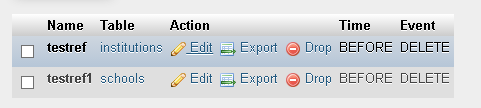 Name Table Action Time Event
testref institutions Edit Export Drop BEFORE DELETE
testref1 schools Edit Export Drop BEFORE DELETE